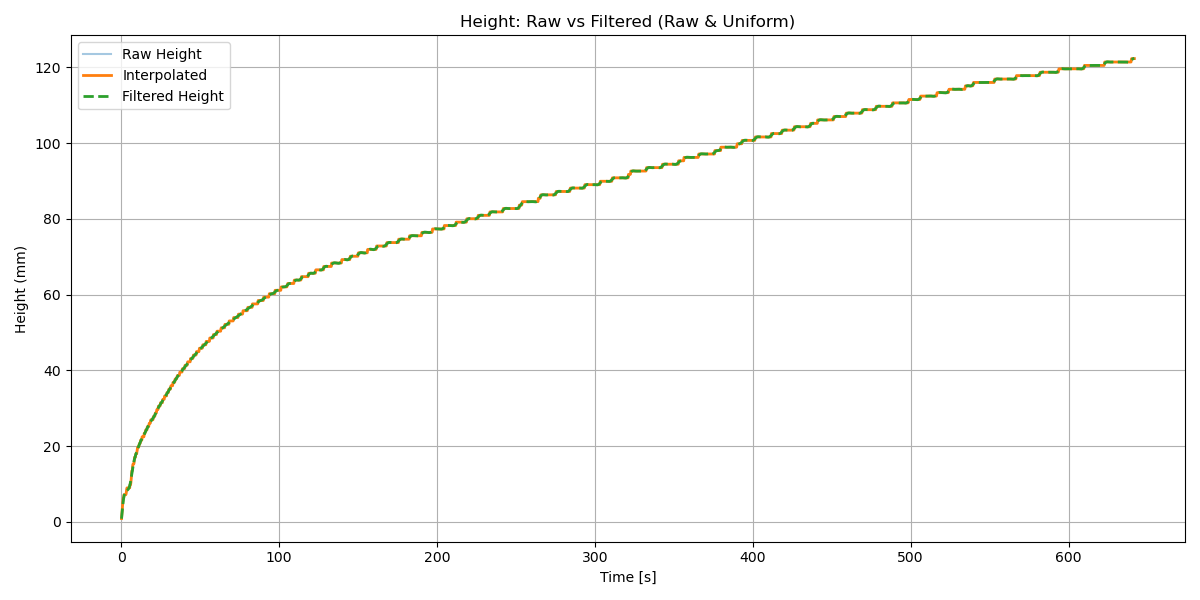 Height: Raw vs Filtered (Raw & Uniform)
Raw Height
Interpolated
Filtered Height
Height (mm)
120
100
80
60
40
20
0
0 100 200 300 400 500 600
Time [s]